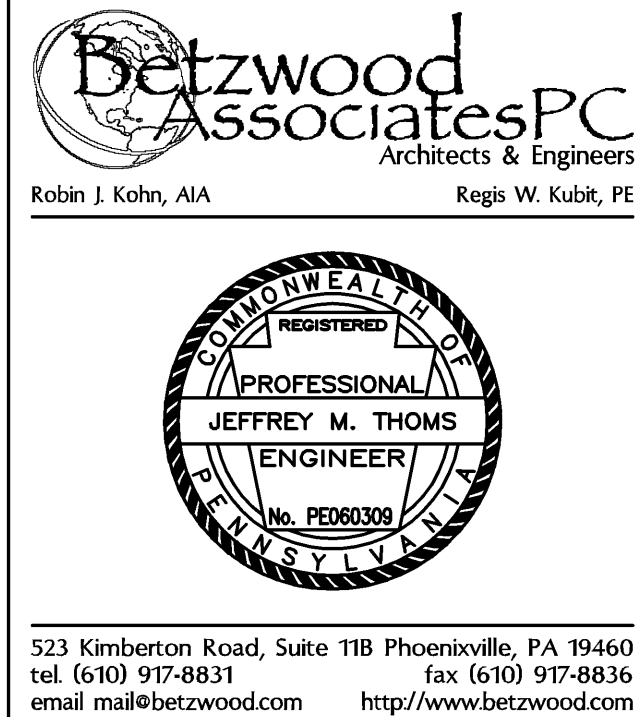 Betzwood
Associates PC
Architects & Engineers
Robin J. Kohn, AIA
Regis W. Kubit, PE
COMMONWEALTH OF
REGISTERED
PROFESSIONAL
JEFFREY M. THOMS
ENGINEER
No. PE060309
PENNSYLVANIA
523 Kimberton Road, Suite 11B Phoenixville, PA 19460
tel. (610) 917-8831 fax (610) 917-8836
email mail@betzwood.com http://www.betzwood.com